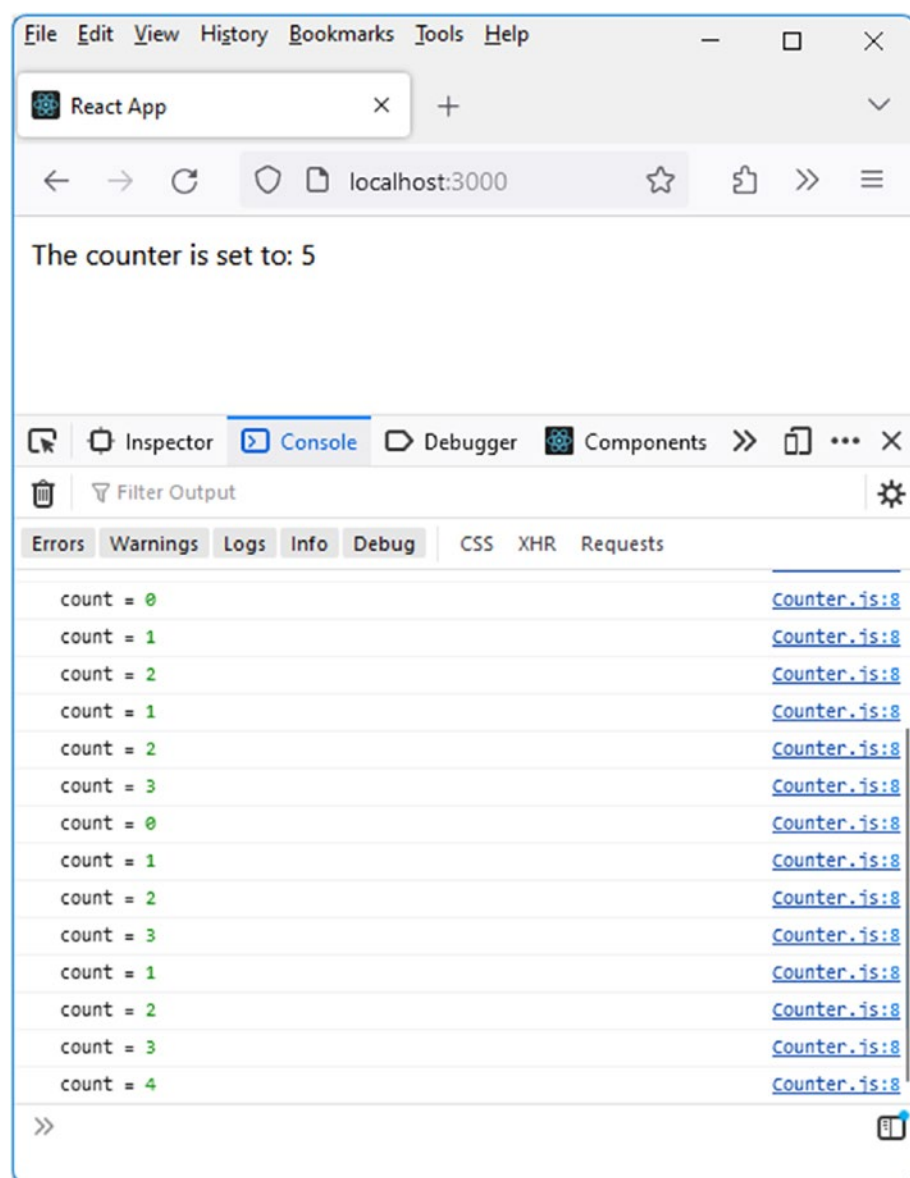 File Edit View History Bookmarks Tools Help
React App
localhost:3000
The counter is set to: 5
Inspector Console Debugger Components
Filter Output
Errors Warnings Logs Info Debug CSS XHR Requests
count = 0 Counter.js:8
count = 1 Counter.js:8
count = 2 Counter.js:8
count = 1 Counter.js:8
count = 2 Counter.js:8
count = 3 Counter.js:8
count = 0 Counter.js:8
count = 1 Counter.js:8
count = 2 Counter.js:8
count = 3 Counter.js:8
count = 1 Counter.js:8
count = 2 Counter.js:8
count = 3 Counter.js:8
count = 4 Counter.js:8